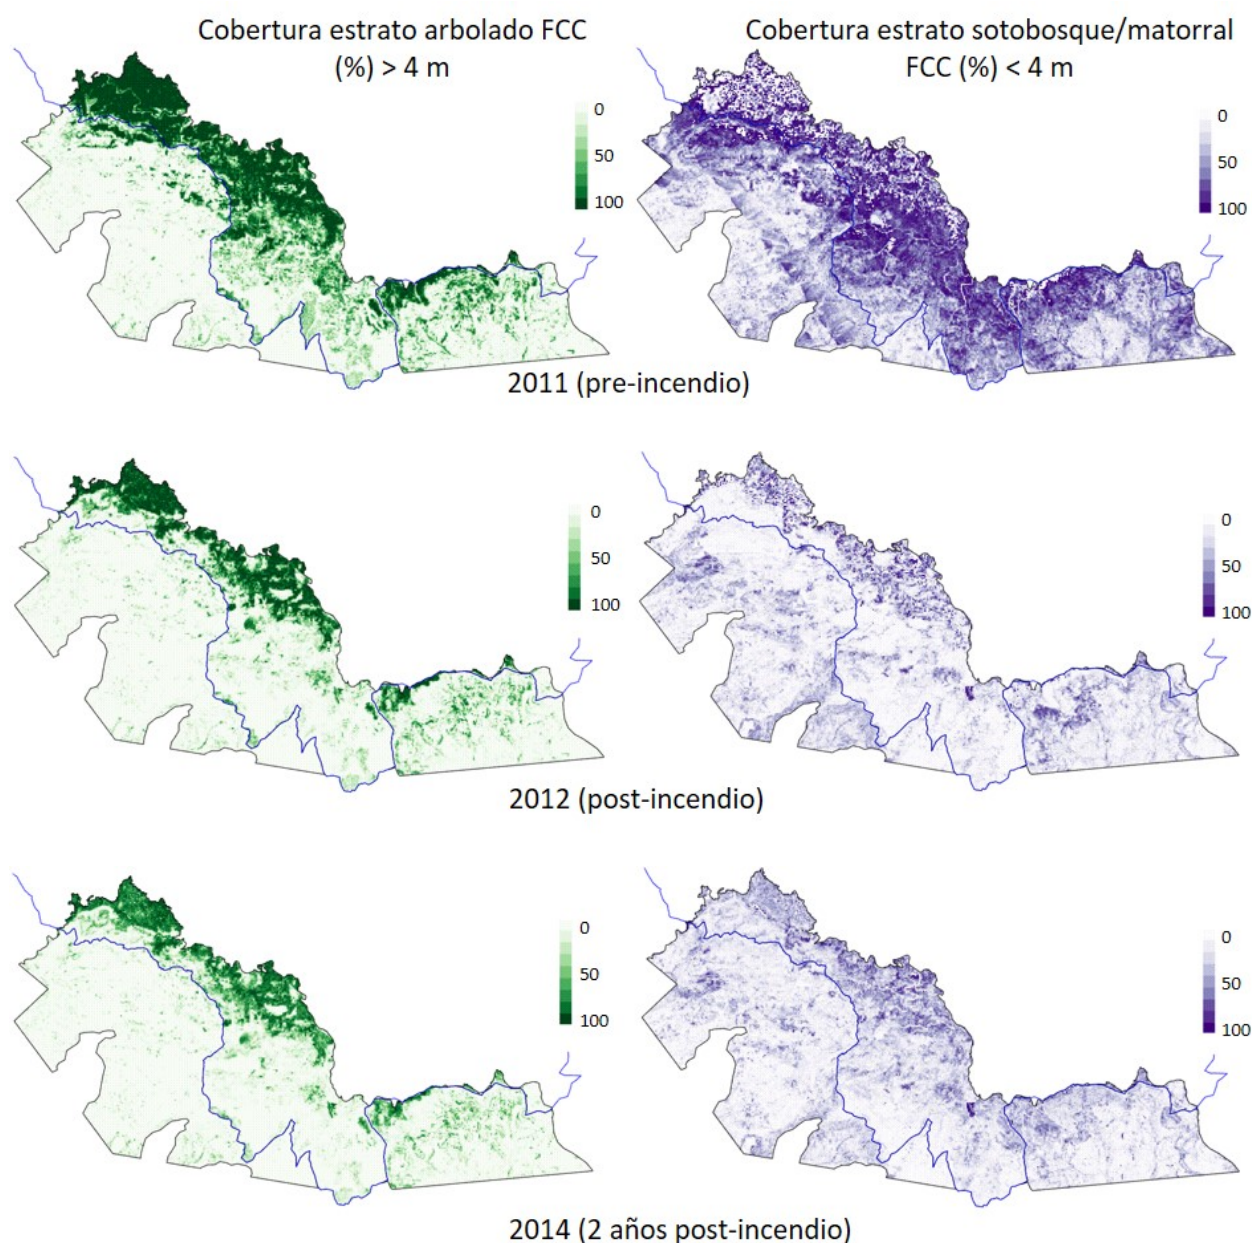 Cobertura estrato arbolado FCC
(%) > 4 m
Cobertura estrato sotobosque/matorral
FCC (%) < 4 m
0
50
100
0
50
100
2011 (pre-incendio)
0
50
100
0
50
100
2012 (post-incendio)
0
50
100
0
50
100
2014 (2 años post-incendio)